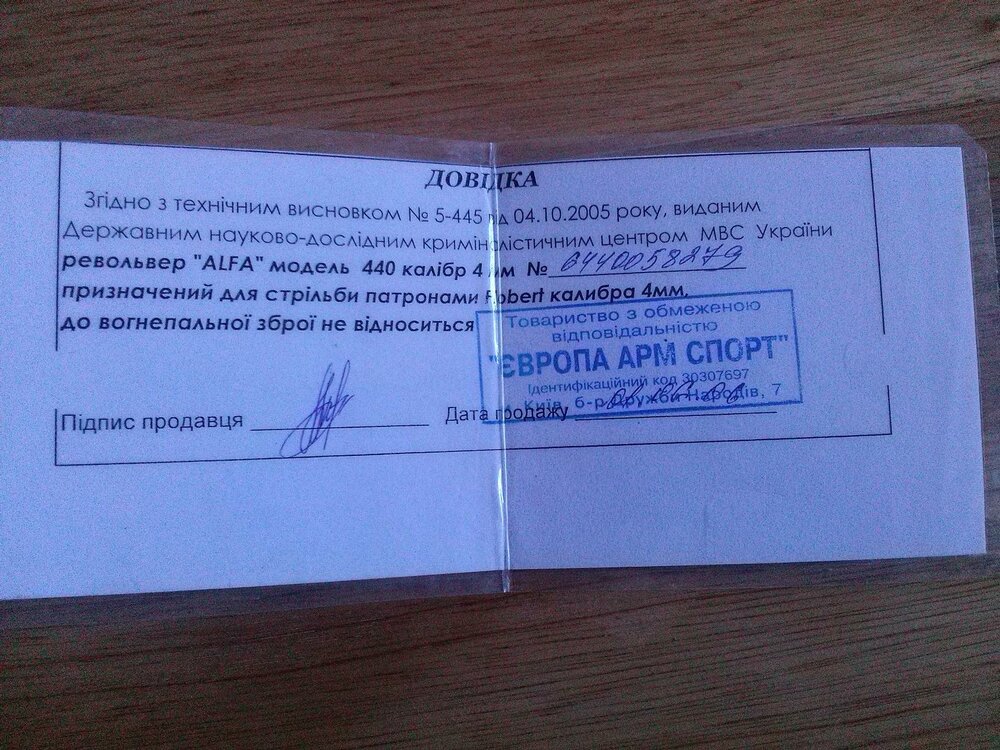 ДОВІДКА
Згідно з технічним висновком № 5-445 від 04.10.2005 року, виданим
Державним науково-дослідним криміналістичним центром МВС України
револьвер "ALFA" модель 440 калібр 4 мм № 6440058279
призначений для стрільби патронами Flobert калибра 4мм,
до вогнепальної зброї не відноситься
Товариство з обмеженою
відповідальністю
"ЄВРОПА АРМ СПОРТ"
Ідентифікаційний код 30307697
м. Київ, б-р Дружби Народів, 7
Підпис продавця Дата продажу